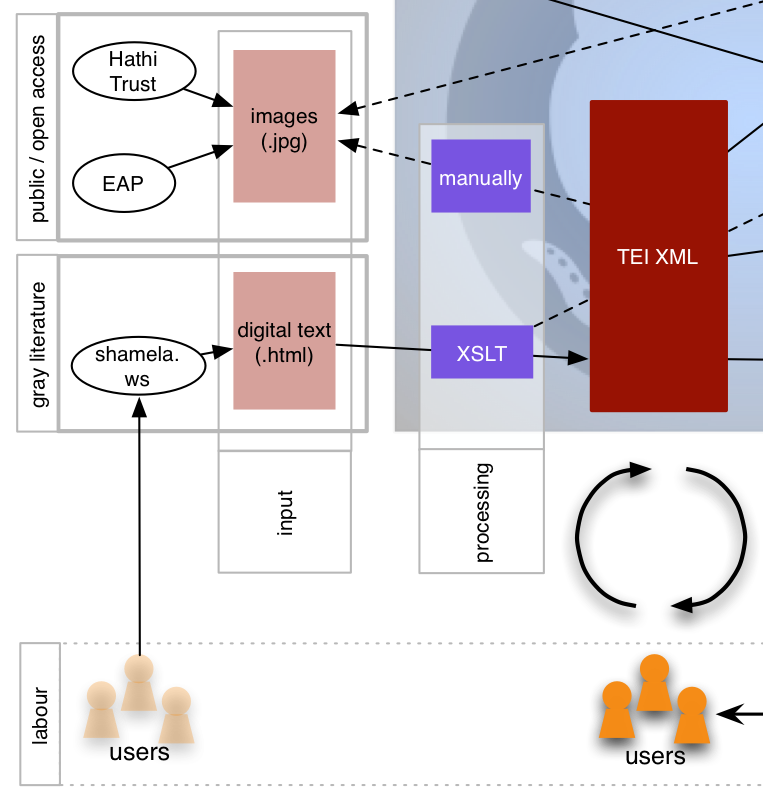 public / open access
Hathi
Trust
EAP
images
(.jpg)
manually
TEI XML
gray literature
shamela.
ws
digital text
(.html)
XSLT
input
processing
labour
users
users